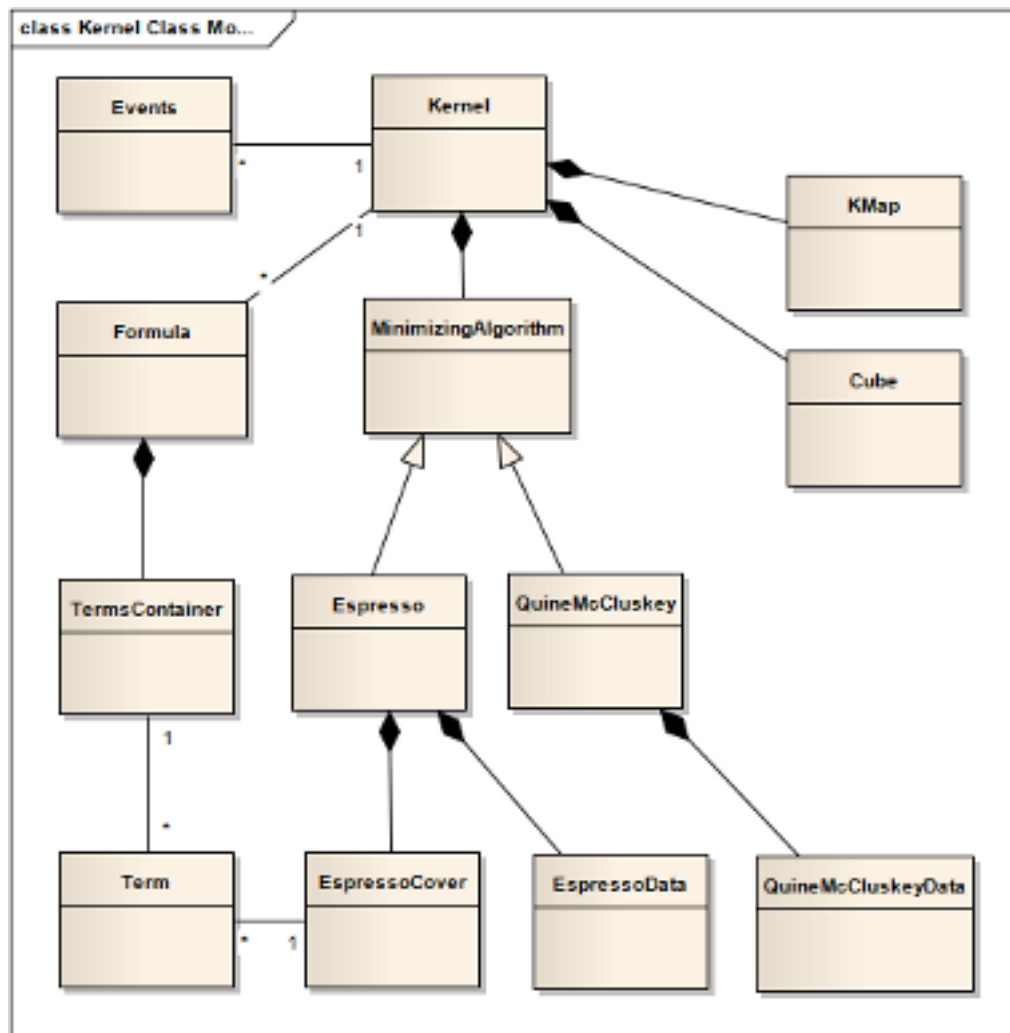 class Kernel Class Mo...
Events
Kernel
* 1
KMap
1
*
Formula
MinimizingAlgorithm
Cube
TermsContainer
Espresso
QuineMcCluskey
1
*
Term
EspressoCover
EspressoData
QuineMcCluskeyData
* 1